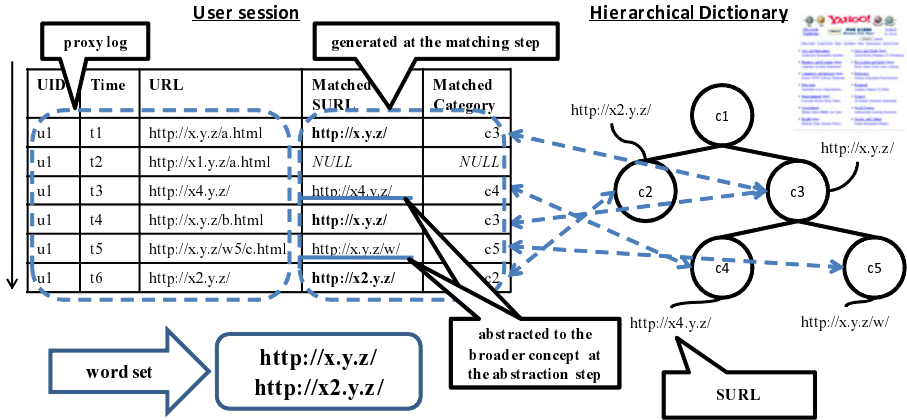 User session
Hierarchical Dictionary
proxy log
generated at the matching step
YAHOO!
UID Time URL Matched SURL Matched Category
u1 t1 http://x.y.z/a.html http://x.y.z/ c3
u1 t2 http://x1.y.z/a.html NULL NULL
u1 t3 http://x4.y.z/ http://x4.y.z/ c4
u1 t4 http://x.y.z/b.html http://x.y.z/ c3
u1 t5 http://x.y.z/w5/c.html http://x.y.z/w/ c5
u1 t6 http://x2.y.z/ http://x2.y.z/ c2
http://x2.y.z/
c1
http://x.y.z/
c2
c3
c4
c5
http://x4.y.z/
http://x.y.z/w/
abstracted to the
broader concept at
the abstraction step
SURL
word set
http://x.y.z/
http://x2.y.z/